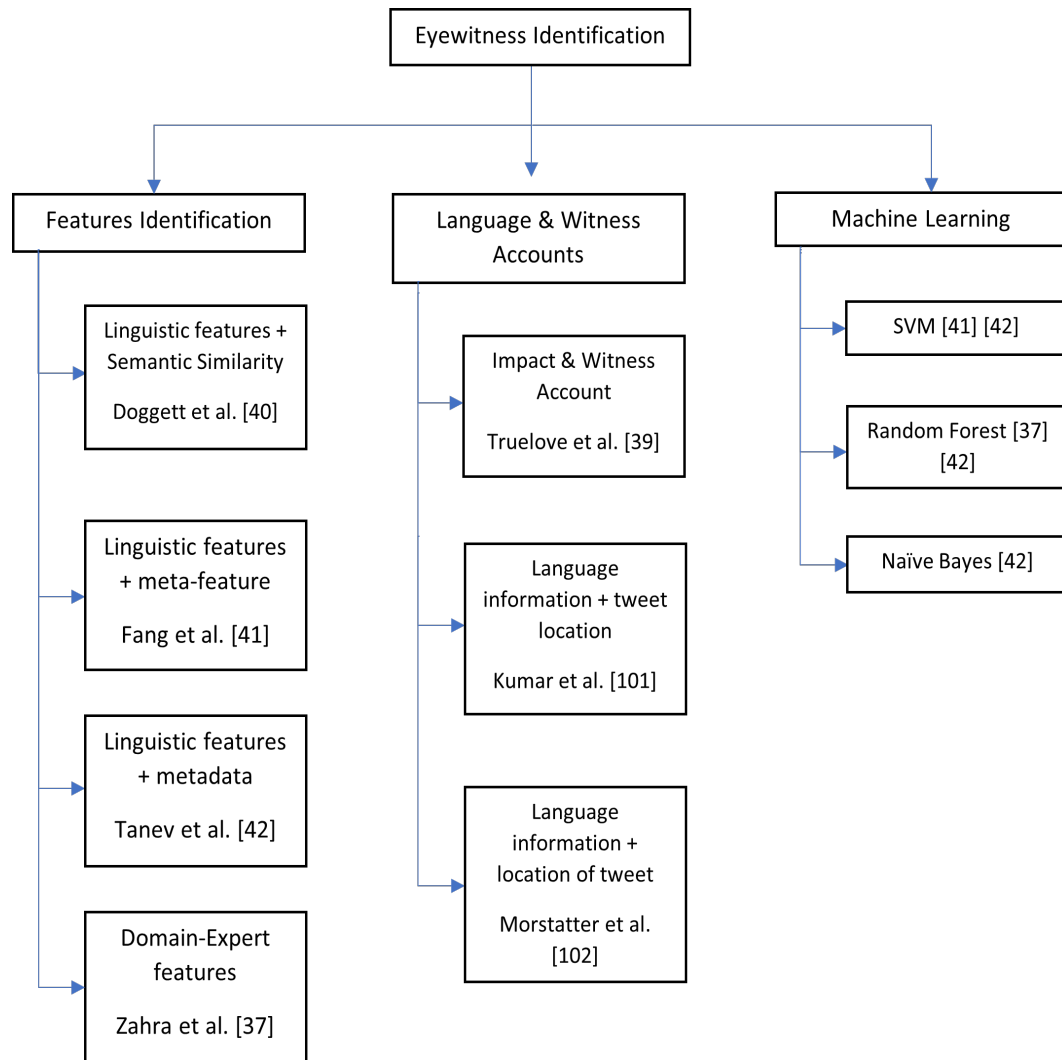 Eyewitness Identification
Features Identification
Linguistic features +
Semantic Similarity
Doggett et al. [40]
Linguistic features
+ meta-feature
Fang et al. [41]
Linguistic features
+ metadata
Tanev et al. [42]
Domain-Expert
features
Zahra et al. [37]
Language & Witness
Accounts
Impact & Witness
Account
Truelove et al. [39]
Language
information + tweet
location
Kumar et al. [101]
Language
information +
location of tweet
Morstatter et al.
[102]
Machine Learning
SVM [41] [42]
Random Forest [37]
[42]
Naïve Bayes [42]